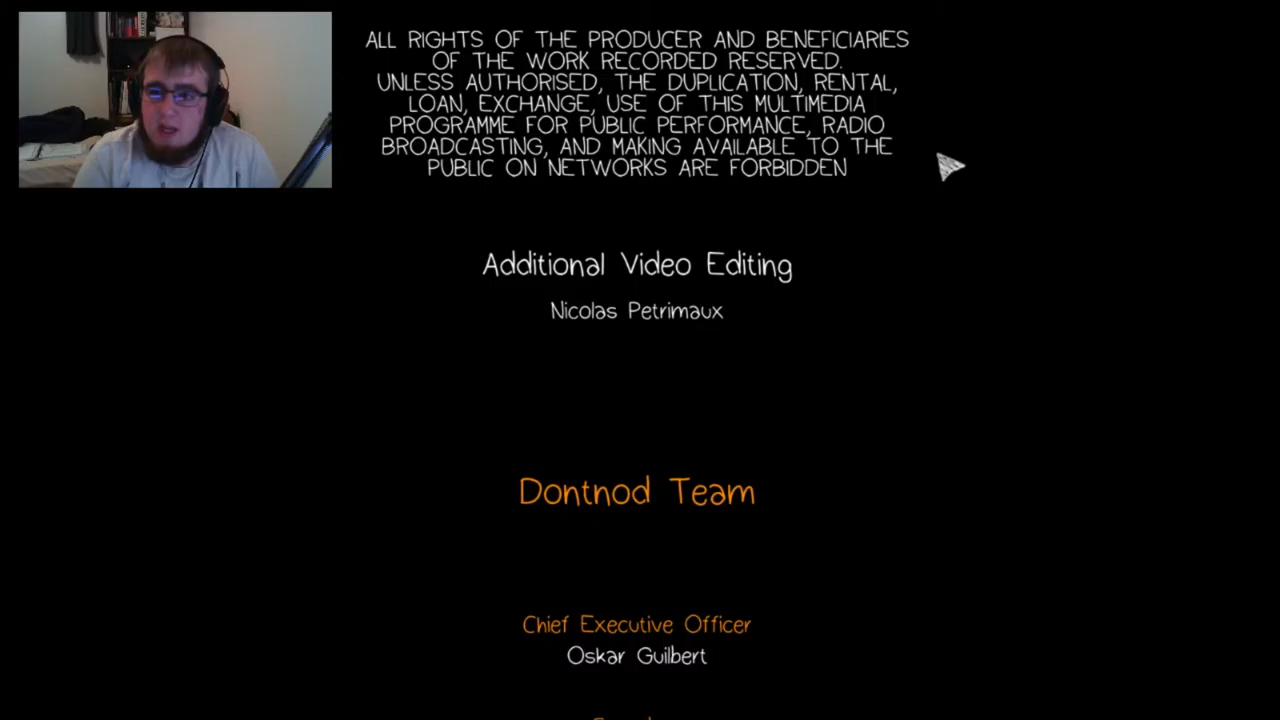 ALL RIGHTS OF THE PRODUCER AND BENEFICIARIES
OF THE WORK RECORDED RESERVED.
UNLESS AUTHORISED, THE DUPLICATION, RENTAL,
LOAN, EXCHANGE, USE OF THIS MULTIMEDIA
PROGRAMME FOR PUBLIC PERFORMANCE, RADIO
BROADCASTING, AND MAKING AVAILABLE TO THE
PUBLIC ON NETWORKS ARE FORBIDDEN
Additional Video Editing
Nicolas Petrimaux
Dontnod Team
Chief Executive Officer
Oskar Guilbert